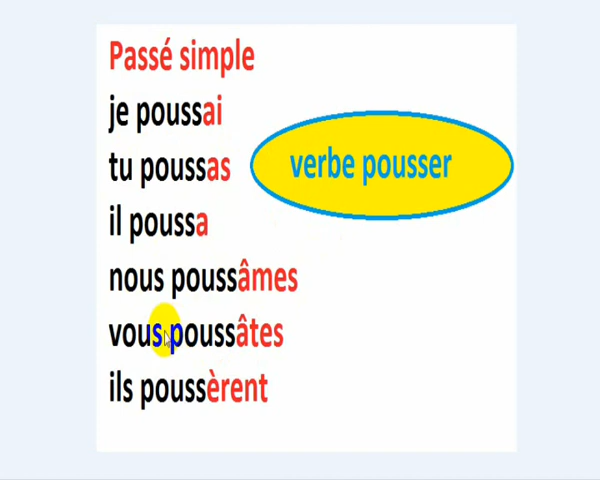 Passé simple
je poussai
tu poussas
verbe pousser
il poussa
nous poussâmes
vous poussâtes
ils poussèrent